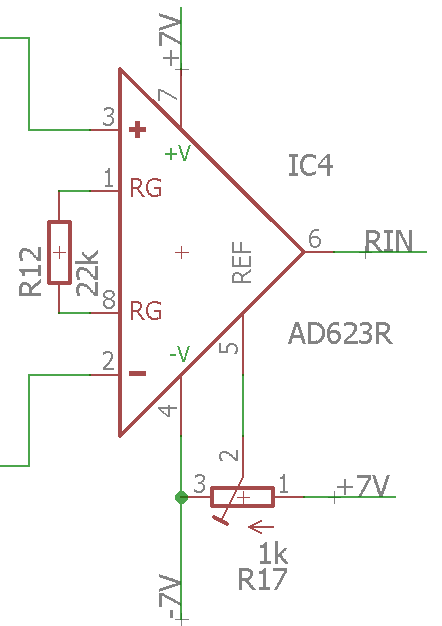 +7V
7
3
+
+V
IC4
1
RG
6
RIN
REF
R12
22k
8
RG
AD623R
-V
5
2
-
4
2
3
1
+7V
1k
R17
-7V